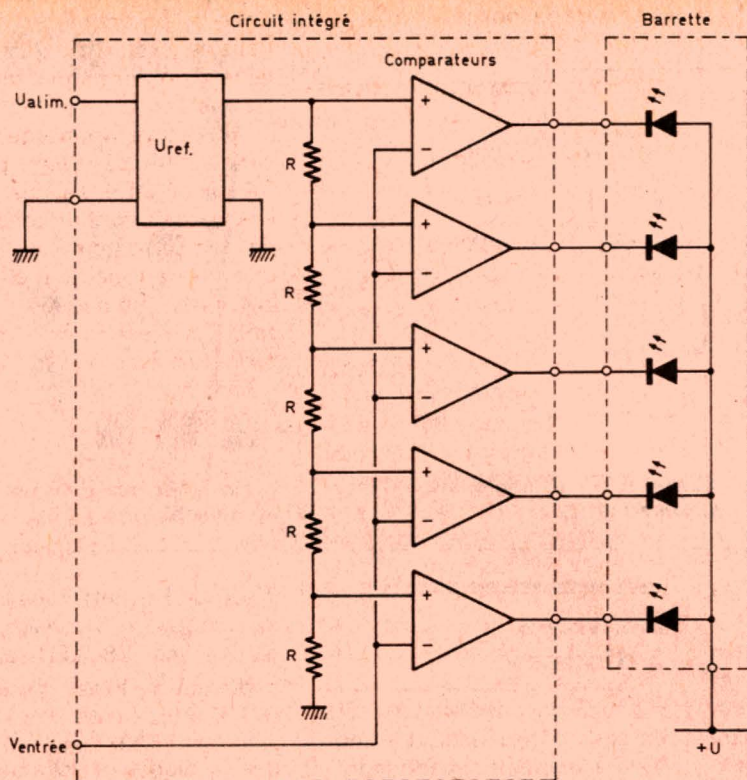 Circuit intégré
Barrette
Comparateurs
Ualim.
Uref.
+
−
R
+
−
R
+
−
R
+
−
R
+
−
R
Ventrée
+U